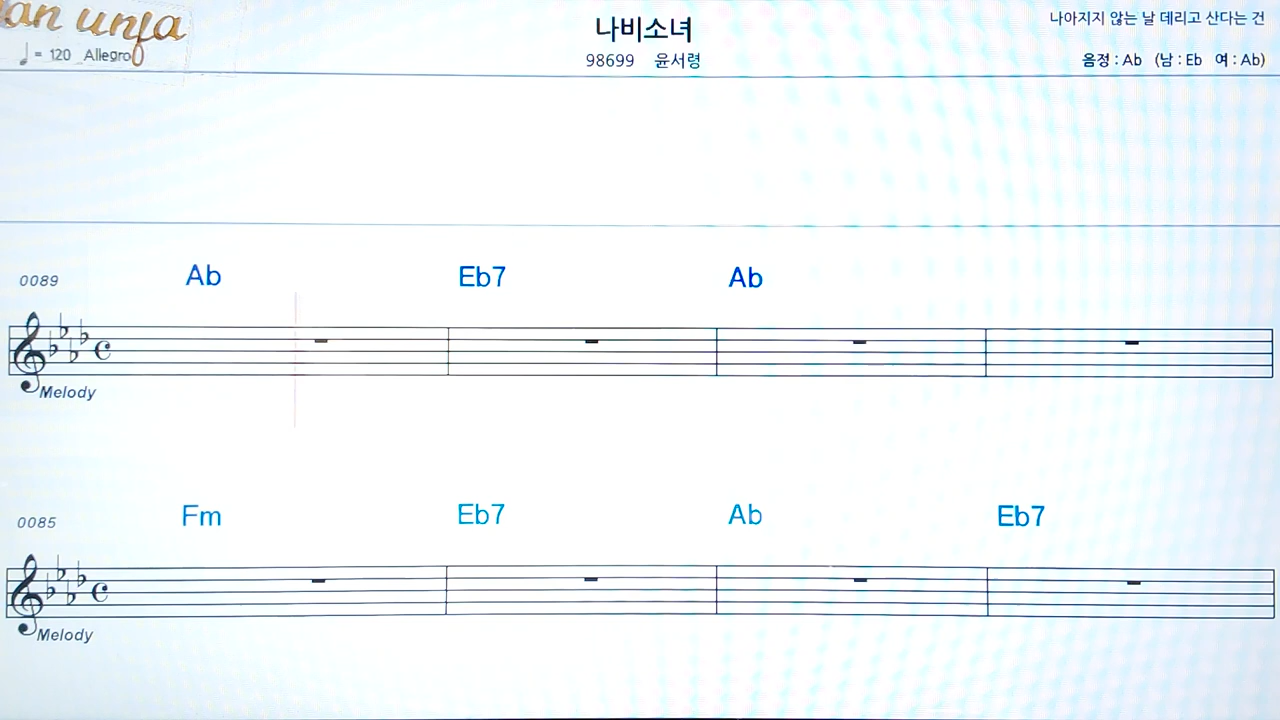 an unfa
나비소녀
나아지지 않는 날 데리고 산다는 건
♩ = 120 Allegro
98699 윤서령
음정 : Ab (남 : Eb 여 : Ab)
0089 Ab Eb7 Ab
Melody
0085 Fm Eb7 Ab Eb7
Melody